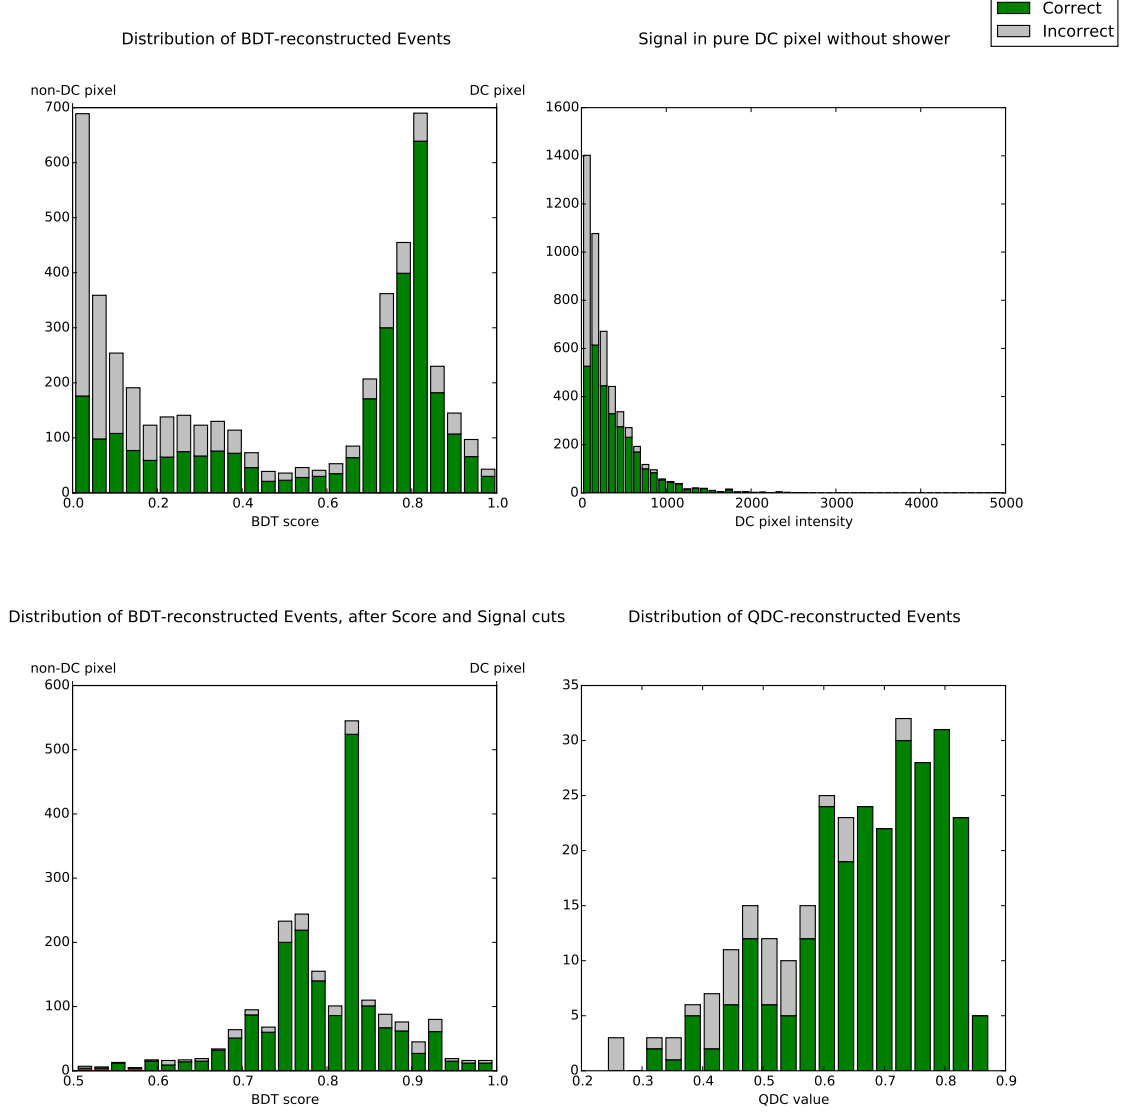 Correct
Incorrect
Distribution of BDT-reconstructed Events
non-DC pixel DC pixel
700
600
500
400
300
200
100
0
0.0 0.2 0.4 0.6 0.8 1.0
BDT score
Signal in pure DC pixel without shower
1600
1400
1200
1000
800
600
400
200
0
0 1000 2000 3000 4000 5000
DC pixel intensity
Distribution of BDT-reconstructed Events, after Score and Signal cuts
non-DC pixel DC pixel
600
500
400
300
200
100
0
0.5 0.6 0.7 0.8 0.9 1.0
BDT score
Distribution of QDC-reconstructed Events
35
30
25
20
15
10
5
0
0.2 0.3 0.4 0.5 0.6 0.7 0.8 0.9
QDC value